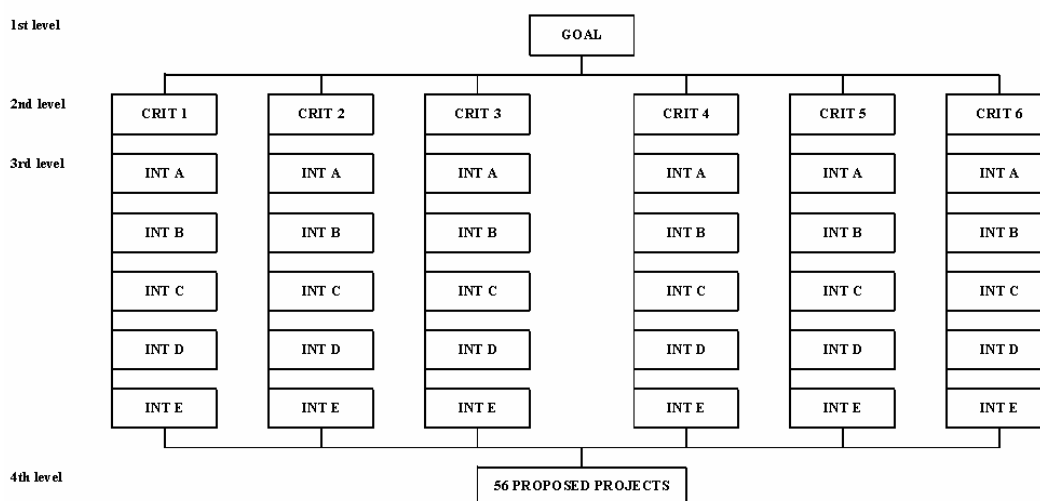 1st level
GOAL
2nd level
CRIT 1 CRIT 2 CRIT 3 CRIT 4 CRIT 5 CRIT 6
3rd level
INT A INT A INT A INT A INT A INT A
INT B INT B INT B INT B INT B INT B
INT C INT C INT C INT C INT C INT C
INT D INT D INT D INT D INT D INT D
INT E INT E INT E INT E INT E INT E
4th level
56 PROPOSED PROJECTS